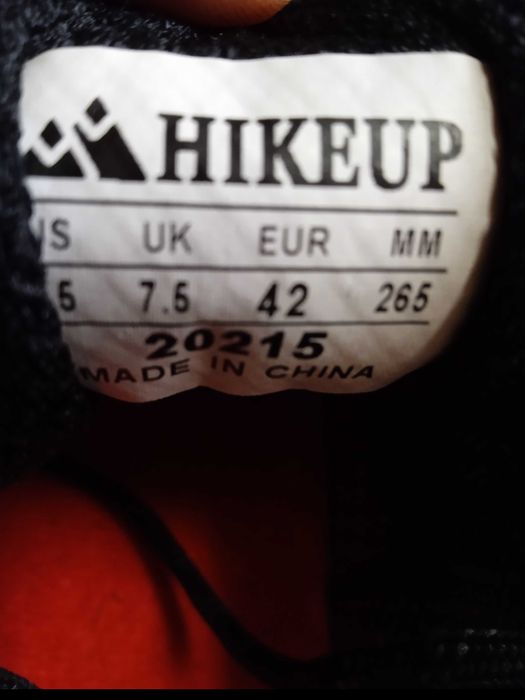 HIKEUP
UK EUR MM
7.5 42 265
20215
MADE IN CHINA